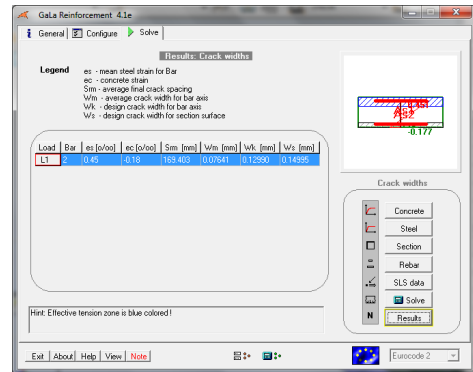 GaLa Reinforcement 4.1e
General Configure Solve
Results: Crack widths
Legend
es - mean steel strain for Bar
ec - concrete strain
Srm - average final crack spacing
Wm - average crack width for bar axis
Wk - design crack width for bar axis
Ws - design crack width for section surface
Load Bar es [o/oo] ec [o/oo] Srm [mm] Wm [mm] Wk [mm] Ws [mm]
L1 2 0.45 -0.18 169.403 0.07641 0.12990 0.14995
Hint: Effective tension zone is blue colored !
AS2
-0.177
Crack widths
Concrete
Steel
Section
Rebar
SLS data
Solve
N Results
Exit About Help View Note
Eurocode 2